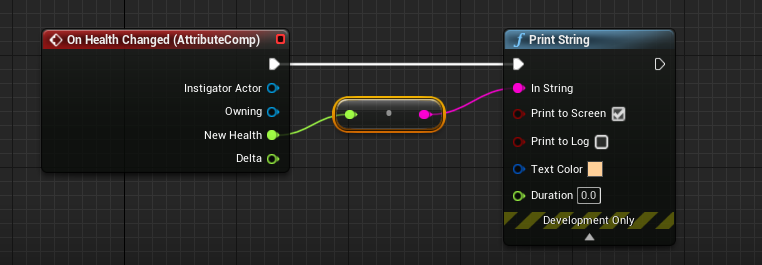 On Health Changed (AttributeComp)
Instigator Actor
Owning
New Health
Delta
f Print String
In String
Print to Screen
Print to Log
Text Color
Duration 0.0
Development Only